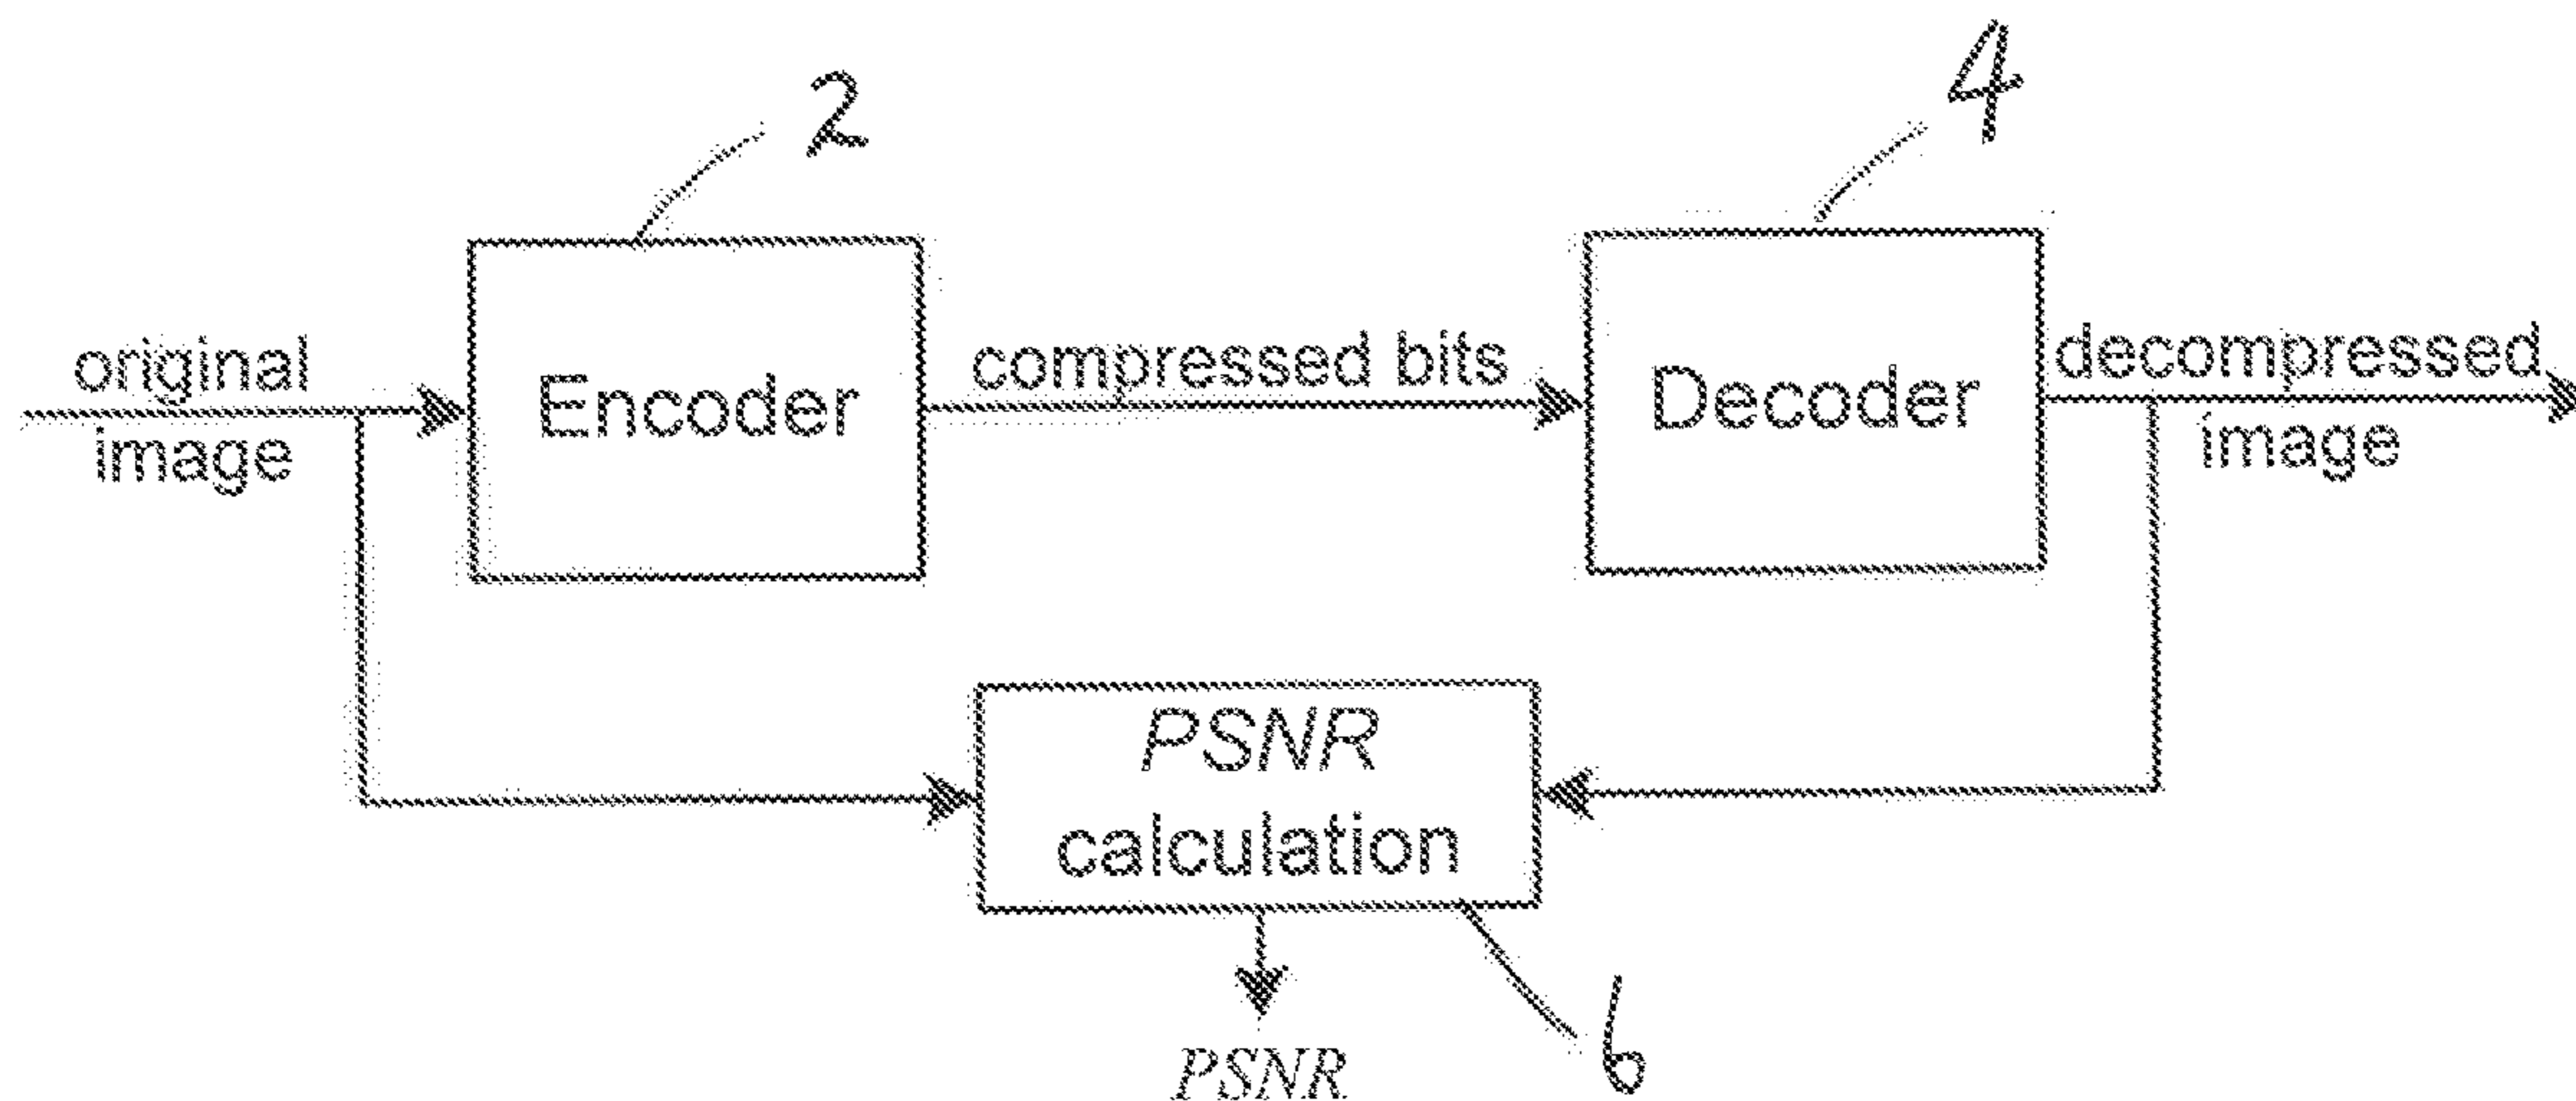 2
4
original
image
Encoder
compressed bits
Decoder
decompressed
image
PSNR
calculation
6
PSNR